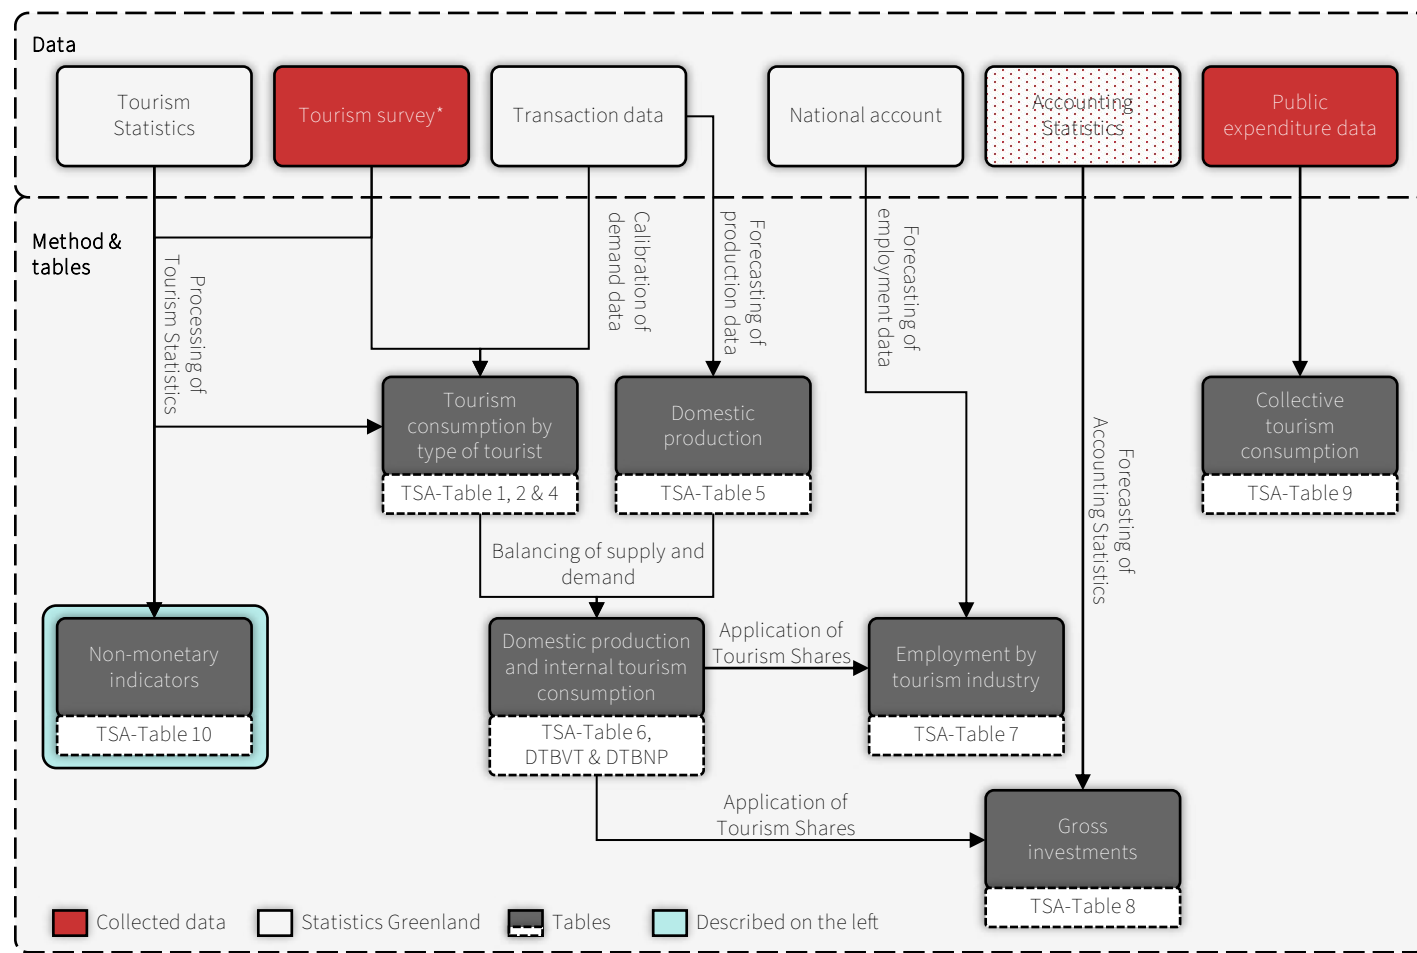 Data
Tourism
Statistics
Tourism survey*
Transaction data
National account
Accounting
Statistics
Public
expenditure data
Method &
tables
Processing of
Tourism Statistics
Calibration of
demand data
Forecasting of
production data
Forecasting of
employment data
Forecasting of
Accounting Statistics
Tourism
consumption by
type of tourist
TSA-Table 1, 2 & 4
Domestic
production
TSA-Table 5
Collective
tourism
consumption
TSA-Table 9
Balancing of supply and
demand
Non-monetary
indicators
TSA-Table 10
Domestic production
and internal tourism
consumption
TSA-Table 6,
DTBVT & DTBNP
Application of
Tourism Shares
Employment by
tourism industry
TSA-Table 7
Application of
Tourism Shares
Gross
investments
TSA-Table 8
Collected data
Statistics Greenland
Tables
Described on the left